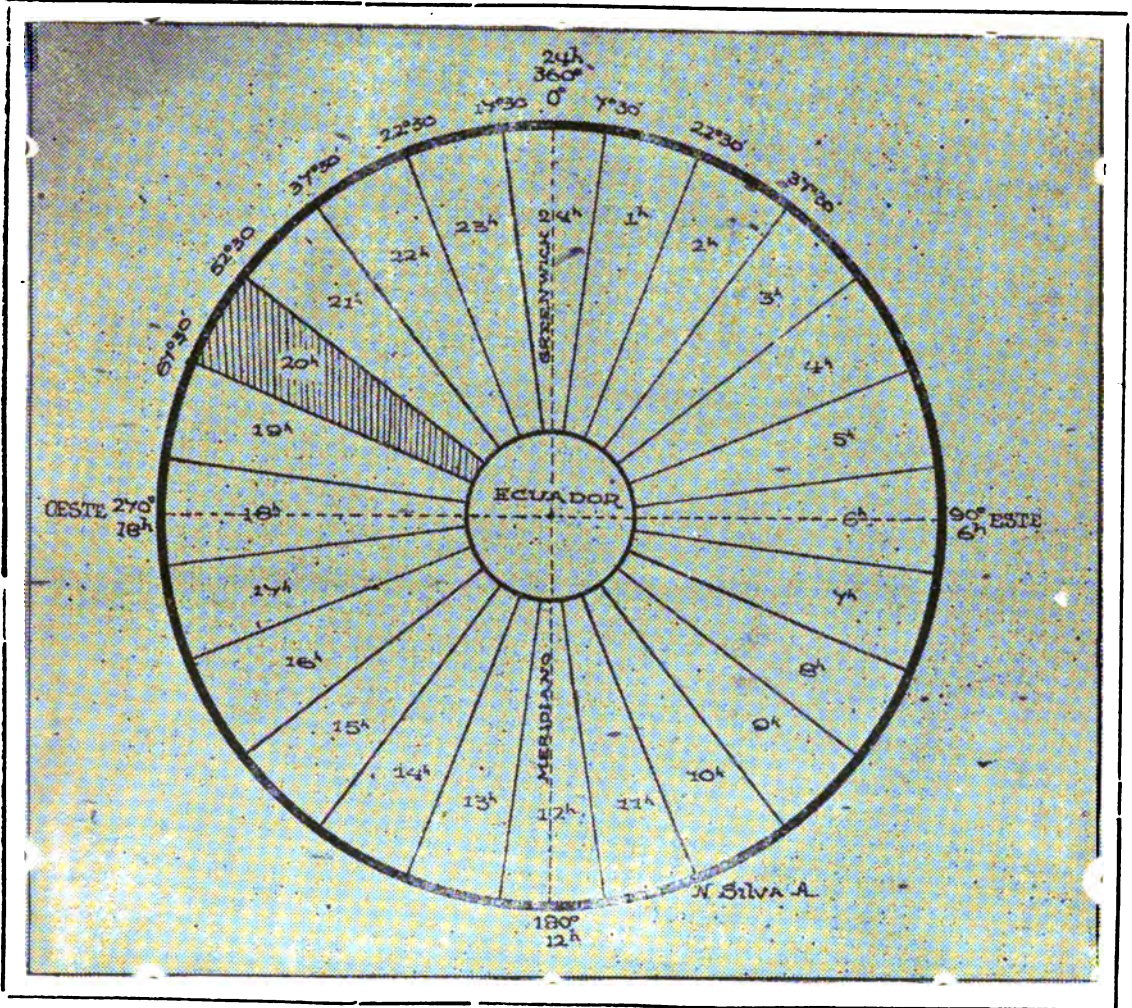 24h
360°
0°
17°30
7°30'
22°30
22°30'
37°30'
37°30'
52°30
67°30'
24h
23h
1h
22h
2h
21h
3h
20h
4h
19h
5h
GREENWICK
ECUADOR
OESTE 270°
18h
18h
6h
90° ESTE
6h
17h
7h
16h
8h
15h
9h
14h
10h
13h
11h
12h
MERIDIANO
N SILVA A.
180°
12h